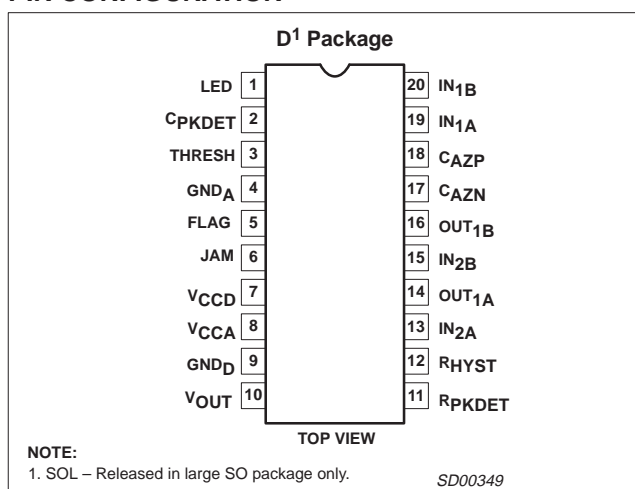 D1 Package
LED 1
CPKDET 2
THRESH 3
GNDA 4
FLAG 5
JAM 6
VCCD 7
VCCA 8
GNDD 9
VOUT 10
20 IN1B
19 IN1A
18 CAZP
17 CAZN
16 OUT1B
15 IN2B
14 OUT1A
13 IN2A
12 RHYST
11 RPKDET
TOP VIEW
NOTE:
1. SOL – Released in large SO package only.
SD00349